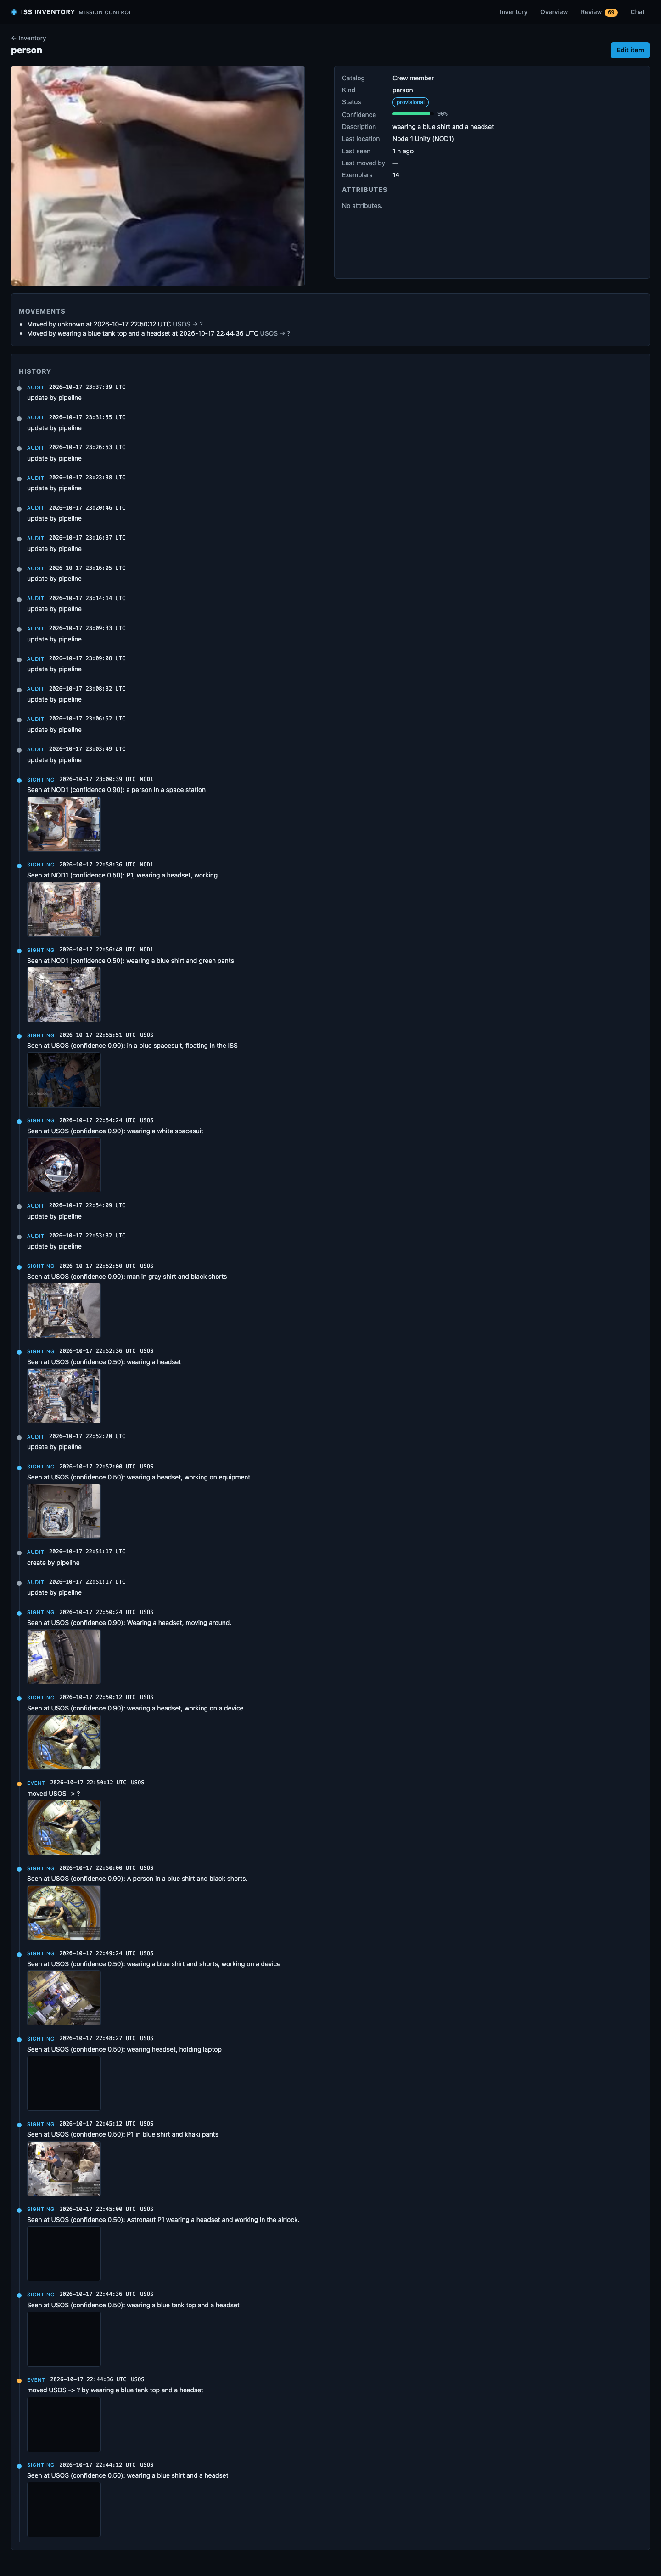 ISS INVENTORY MISSION CONTROL
Inventory Overview Review 69 Chat
← Inventory
person
Edit item
Catalog Crew member
Kind person
Status provisional
Confidence 90%
Description wearing a blue shirt and a headset
Last location Node 1 Unity (NOD1)
Last seen 1 h ago
Last moved by —
Exemplars 14
ATTRIBUTES
No attributes.
MOVEMENTS
Moved by unknown at 2026-10-17 22:50:12 UTC USOS → ?
Moved by wearing a blue tank top and a headset at 2026-10-17 22:44:36 UTC USOS → ?
HISTORY
AUDIT 2026-10-17 23:37:39 UTC
update by pipeline
AUDIT 2026-10-17 23:31:55 UTC
update by pipeline
AUDIT 2026-10-17 23:26:53 UTC
update by pipeline
AUDIT 2026-10-17 23:23:38 UTC
update by pipeline
AUDIT 2026-10-17 23:20:46 UTC
update by pipeline
AUDIT 2026-10-17 23:16:37 UTC
update by pipeline
AUDIT 2026-10-17 23:16:05 UTC
update by pipeline
AUDIT 2026-10-17 23:14:14 UTC
update by pipeline
AUDIT 2026-10-17 23:09:33 UTC
update by pipeline
AUDIT 2026-10-17 23:09:08 UTC
update by pipeline
AUDIT 2026-10-17 23:08:32 UTC
update by pipeline
AUDIT 2026-10-17 23:06:52 UTC
update by pipeline
AUDIT 2026-10-17 23:03:49 UTC
update by pipeline
SIGHTING 2026-10-17 23:00:39 UTC NOD1
Seen at NOD1 (confidence 0.90): a person in a space station
SIGHTING 2026-10-17 22:58:36 UTC NOD1
Seen at NOD1 (confidence 0.50): P1, wearing a headset, working
SIGHTING 2026-10-17 22:56:48 UTC NOD1
Seen at NOD1 (confidence 0.50): wearing a blue shirt and green pants
SIGHTING 2026-10-17 22:55:51 UTC USOS
Seen at USOS (confidence 0.90): in a blue spacesuit, floating in the ISS
SIGHTING 2026-10-17 22:54:24 UTC USOS
Seen at USOS (confidence 0.90): wearing a white spacesuit
AUDIT 2026-10-17 22:54:09 UTC
update by pipeline
AUDIT 2026-10-17 22:53:32 UTC
update by pipeline
SIGHTING 2026-10-17 22:52:50 UTC USOS
Seen at USOS (confidence 0.90): man in gray shirt and black shorts
SIGHTING 2026-10-17 22:52:36 UTC USOS
Seen at USOS (confidence 0.50): wearing a headset
AUDIT 2026-10-17 22:52:20 UTC
update by pipeline
SIGHTING 2026-10-17 22:52:00 UTC USOS
Seen at USOS (confidence 0.50): wearing a headset, working on equipment
AUDIT 2026-10-17 22:51:17 UTC
create by pipeline
AUDIT 2026-10-17 22:51:17 UTC
update by pipeline
SIGHTING 2026-10-17 22:50:24 UTC USOS
Seen at USOS (confidence 0.90): Wearing a headset, moving around.
SIGHTING 2026-10-17 22:50:12 UTC USOS
Seen at USOS (confidence 0.90): wearing a headset, working on a device
EVENT 2026-10-17 22:50:12 UTC USOS
moved USOS -> ?
SIGHTING 2026-10-17 22:50:00 UTC USOS
Seen at USOS (confidence 0.90): A person in a blue shirt and black shorts.
SIGHTING 2026-10-17 22:49:24 UTC USOS
Seen at USOS (confidence 0.50): wearing a blue shirt and shorts, working on a device
SIGHTING 2026-10-17 22:48:27 UTC USOS
Seen at USOS (confidence 0.50): wearing headset, holding laptop
SIGHTING 2026-10-17 22:45:12 UTC USOS
Seen at USOS (confidence 0.50): P1 in blue shirt and khaki pants
SIGHTING 2026-10-17 22:45:00 UTC USOS
Seen at USOS (confidence 0.50): Astronaut P1 wearing a headset and working in the airlock.
SIGHTING 2026-10-17 22:44:36 UTC USOS
Seen at USOS (confidence 0.50): wearing a blue tank top and a headset
EVENT 2026-10-17 22:44:36 UTC USOS
moved USOS -> ? by wearing a blue tank top and a headset
SIGHTING 2026-10-17 22:44:12 UTC USOS
Seen at USOS (confidence 0.50): wearing a blue shirt and a headset